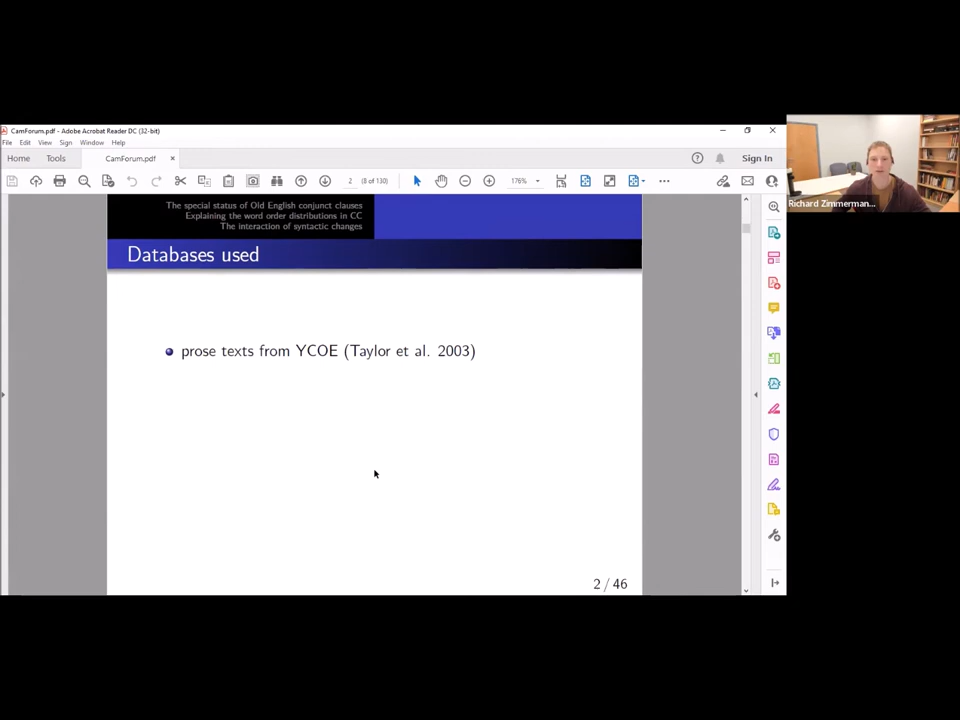 CamForum.pdf - Adobe Acrobat Reader DC (32-bit)
File Edit View Sign Window Help
Home Tools CamForum.pdf × Sign In
2 (8 of 130) 176%
The special status of Old English conjunct clauses
Explaining the word order distributions in CC
The interaction of syntactic changes
Databases used
prose texts from YCOE (Taylor et al. 2003)
2 / 46
Richard Zimmerman...